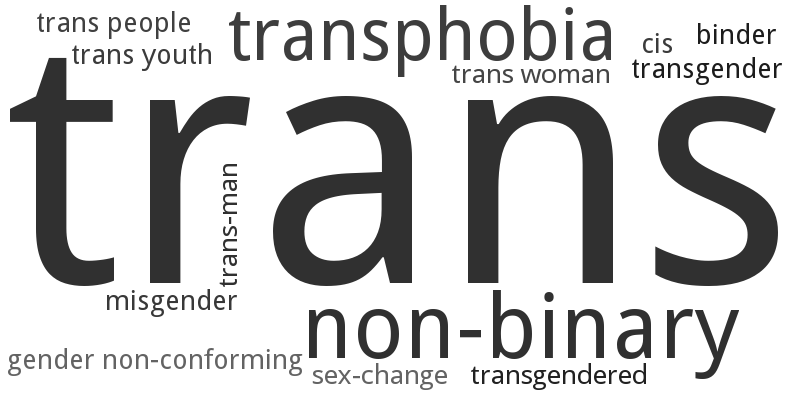 trans people
transphobia
cis
binder
trans youth
trans woman
transgender
trans
trans-man
misgender
non-binary
gender non-conforming
sex-change
transgendered